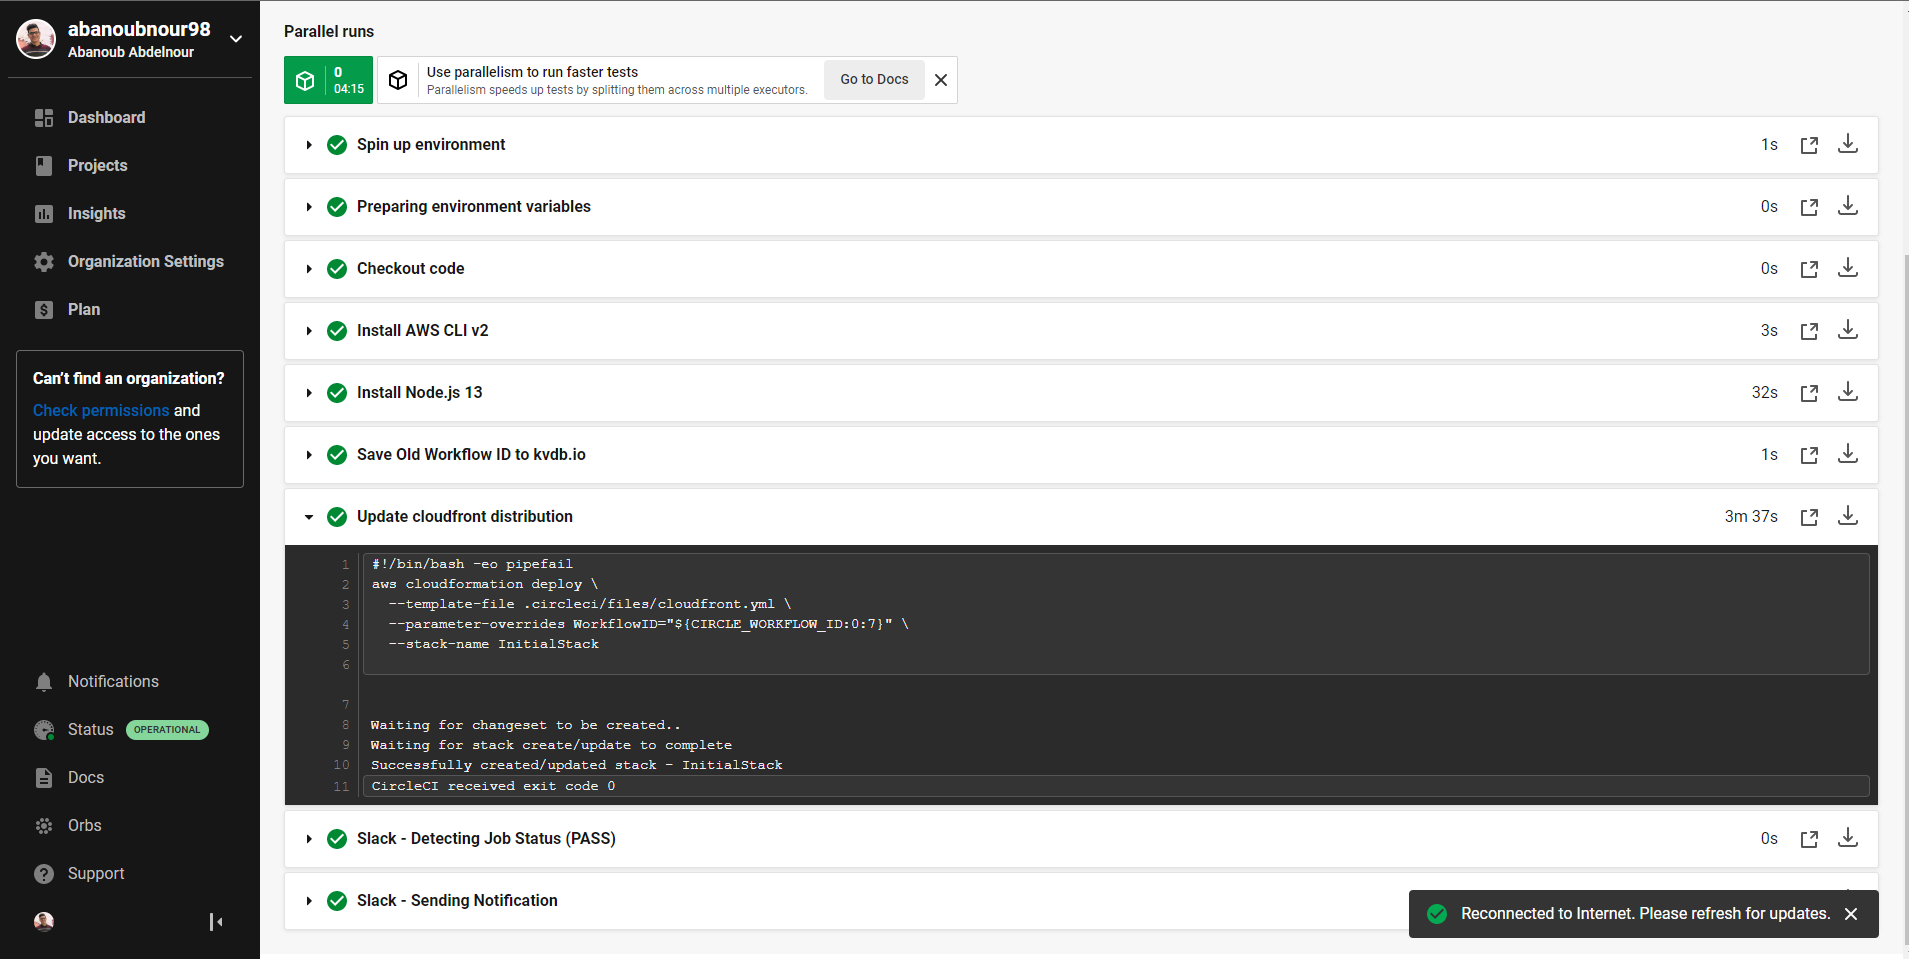 abanoubnour98
Abanoub Abdelnour
Dashboard
Projects
Insights
Organization Settings
Plan
Can't find an organization?
Check permissions and
update access to the ones
you want.
Notifications
Status OPERATIONAL
Docs
Orbs
Support
Parallel runs
0
04:15
Use parallelism to run faster tests
Parallelism speeds up tests by splitting them across multiple executors.
Go to Docs
Spin up environment 1s
Preparing environment variables 0s
Checkout code 0s
Install AWS CLI v2 3s
Install Node.js 13 32s
Save Old Workflow ID to kvdb.io 1s
Update cloudfront distribution 3m 37s
1 #!/bin/bash -eo pipefail
2 aws cloudformation deploy \
3 --template-file .circleci/files/cloudfront.yml \
4 --parameter-overrides WorkflowID="${CIRCLE_WORKFLOW_ID:0:7}" \
5 --stack-name InitialStack
6
7
8 Waiting for changeset to be created..
9 Waiting for stack create/update to complete
10 Successfully created/updated stack - InitialStack
11 CircleCI received exit code 0
Slack - Detecting Job Status (PASS) 0s
Slack - Sending Notification
Reconnected to Internet. Please refresh for updates.